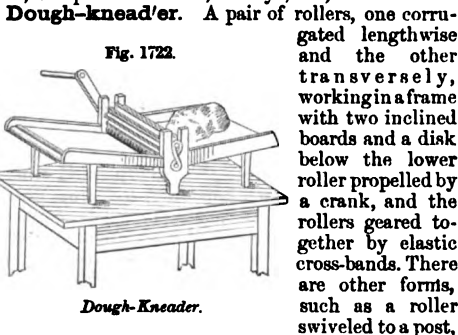 Dough-knead'er. A pair of rollers, one corru-
gated lengthwise
and the other
transversely,
working in a frame
with two inclined
boards and a disk
below the lower
roller propelled by
a crank, and the
rollers geared to-
gether by elastic
cross-bands. There
are other forms,
such as a roller
swiveled to a post,
Fig. 1722.
Dough-Kneader.